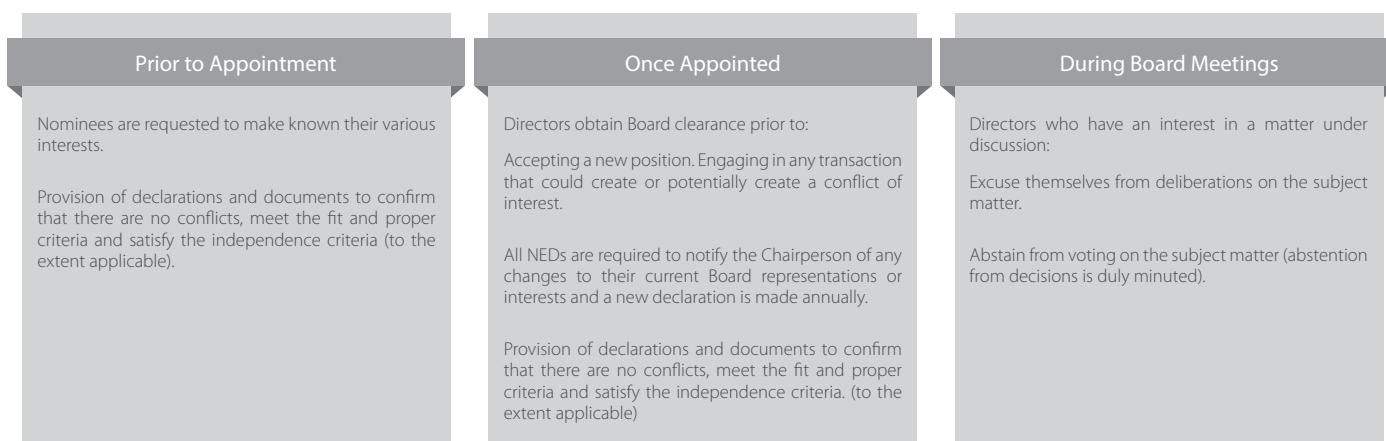 Prior to Appointment
Nominees are requested to make known their various
interests.
Provision of declarations and documents to confirm
that there are no conflicts, meet the fit and proper
criteria and satisfy the independence criteria (to the
extent applicable).
Once Appointed
Directors obtain Board clearance prior to:
Accepting a new position. Engaging in any transaction
that could create or potentially create a conflict of
interest.
All NEDs are required to notify the Chairperson of any
changes to their current Board representations or
interests and a new declaration is made annually.
Provision of declarations and documents to confirm
that there are no conflicts, meet the fit and proper
criteria and satisfy the independence criteria. (to the
extent applicable)
During Board Meetings
Directors who have an interest in a matter under
discussion:
Excuse themselves from deliberations on the subject
matter.
Abstain from voting on the subject matter (abstention
from decisions is duly minuted).